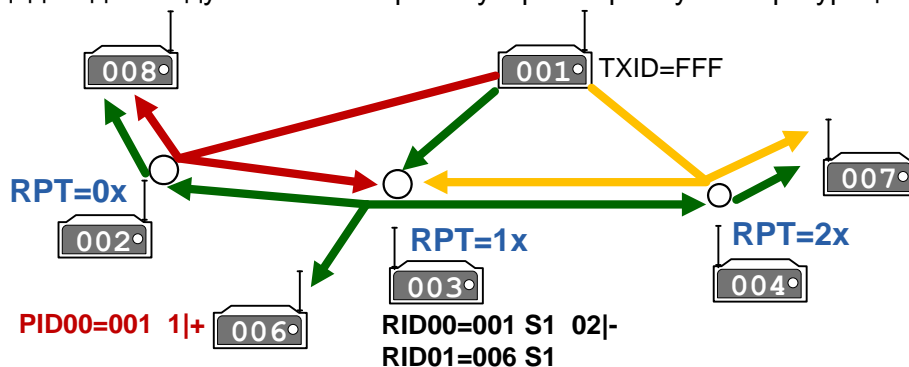 008
001
TXID=FFF
007
RPT=0x
002
RPT=1x
003
RPT=2x
004
PID00=001 1|+
006
RID00=001 S1 02|-
RID01=006 S1